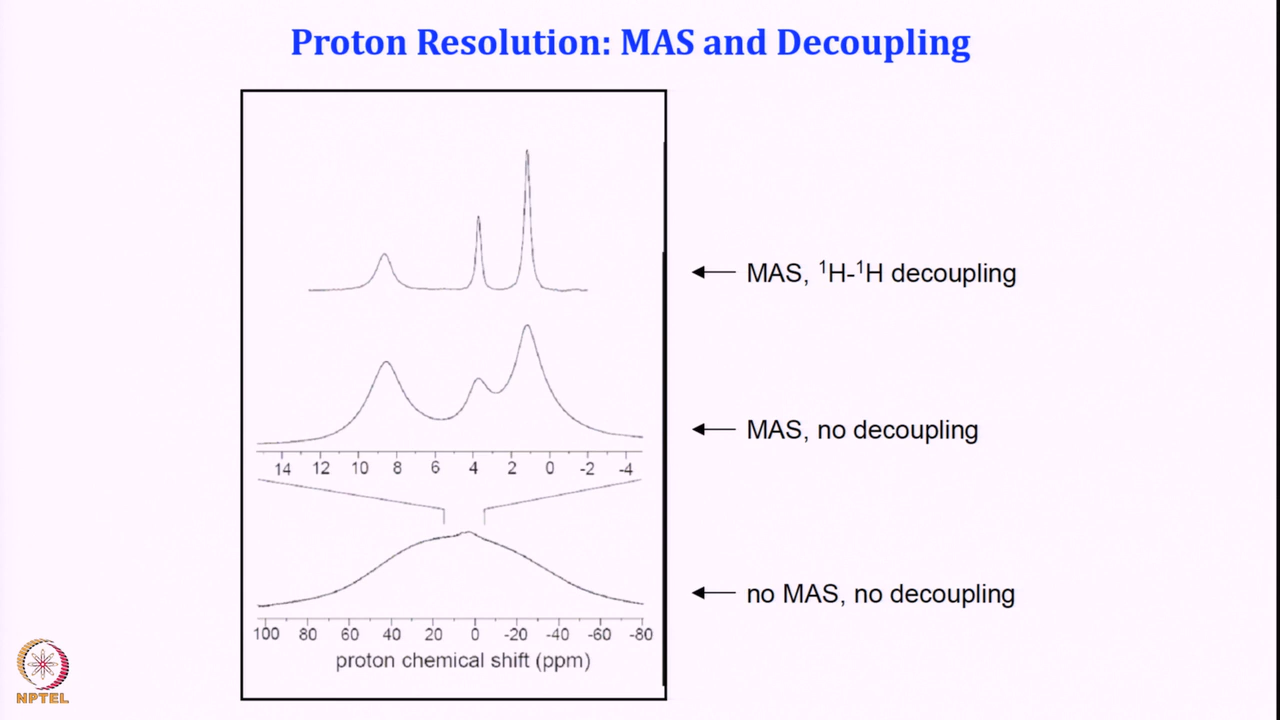 Proton Resolution: MAS and Decoupling
MAS, ¹H-¹H decoupling
MAS, no decoupling
14 12 10 8 6 4 2 0 -2 -4
no MAS, no decoupling
100 80 60 40 20 0 -20 -40 -60 -80
proton chemical shift (ppm)
NPTEL